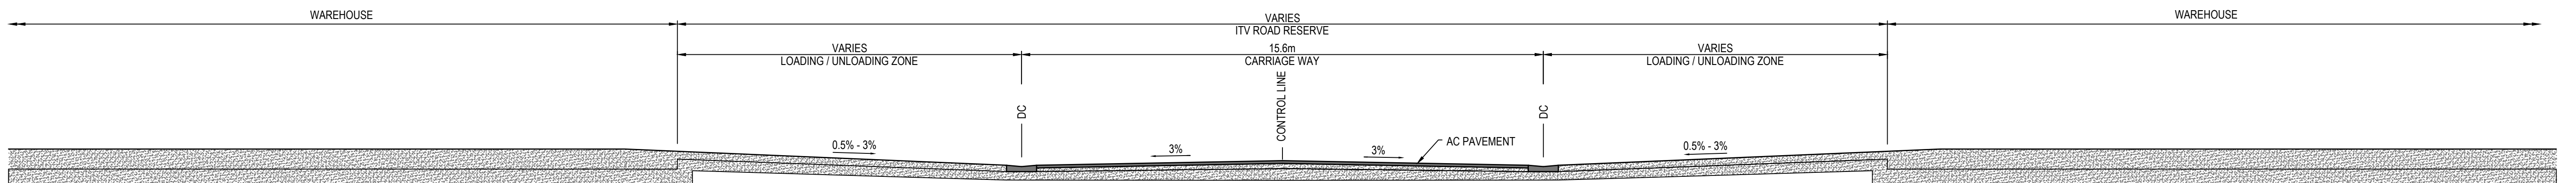 WAREHOUSE
VARIES
WAREHOUSE
ITV ROAD RESERVE
VARIES
15.6m
VARIES
LOADING / UNLOADING ZONE
CARRIAGE WAY
LOADING / UNLOADING ZONE
DC
CONTROL LINE
DC
0.5% - 3%
3%
3%
AC PAVEMENT
0.5% - 3%